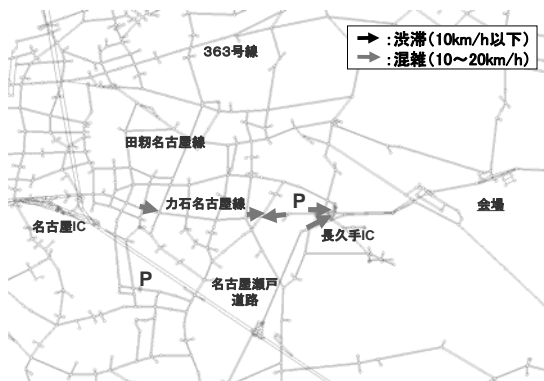 →:渋滞(10km/h以下)
→:混雑(10～20km/h)
363号線
田籾名古屋線
力石名古屋線
P
会場
名古屋IC
長久手IC
P
名古屋瀬戸
道路